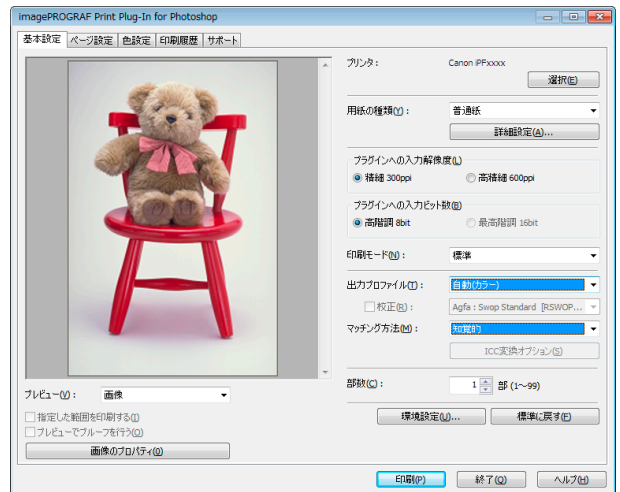 imagePROGRAF Print Plug-In for Photoshop
基本設定 ページ設定 色設定 印刷履歴 サポート
プリンタ： Canon iPFxxxx
選択(E)
用紙の種類(Y)： 普通紙
詳細設定(A)...
プラグインへの入力解像度(L)
精細 300ppi 高精細 600ppi
プラグインへの入力ビット数(B)
高階調 8bit 最高階調 16bit
印刷モード(N)： 標準
出力プロファイル(T)： 自動(カラー)
校正(R)： Agfa : Swop Standard [RSWOP...
マッチング方法(M)： 知覚的
ICC変換オプション(S)
部数(C)： 1 部 (1～99)
プレビュー(V)： 画像
指定した範囲を印刷する(I)
プレビューでプルーフを行う(O)
画像のプロパティ(0)
環境設定(U)... 標準に戻す(F)
印刷(P) 終了(Q) ヘルプ(H)